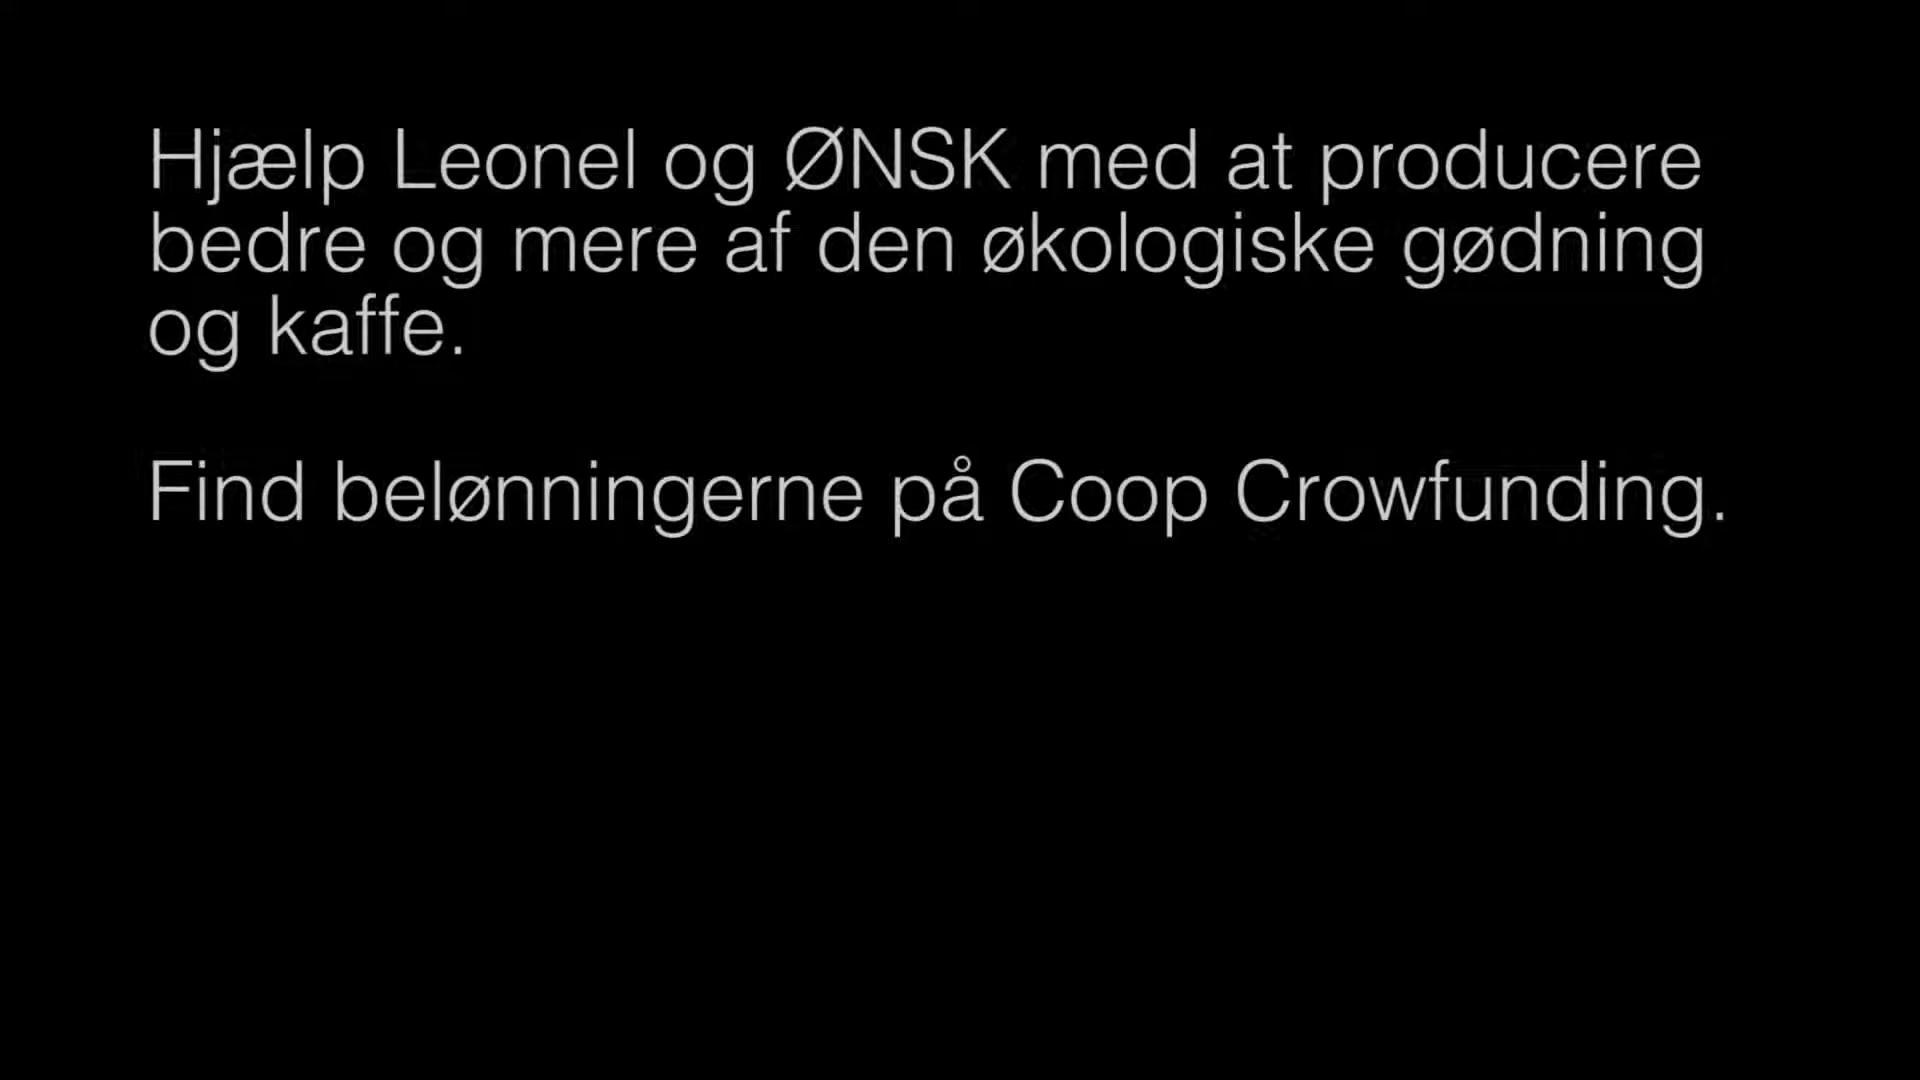 Hjælp Leonel og ØNSK med at producere
bedre og mere af den økologiske gødning
og kaffe.
Find belønningerne på Coop Crowfunding.